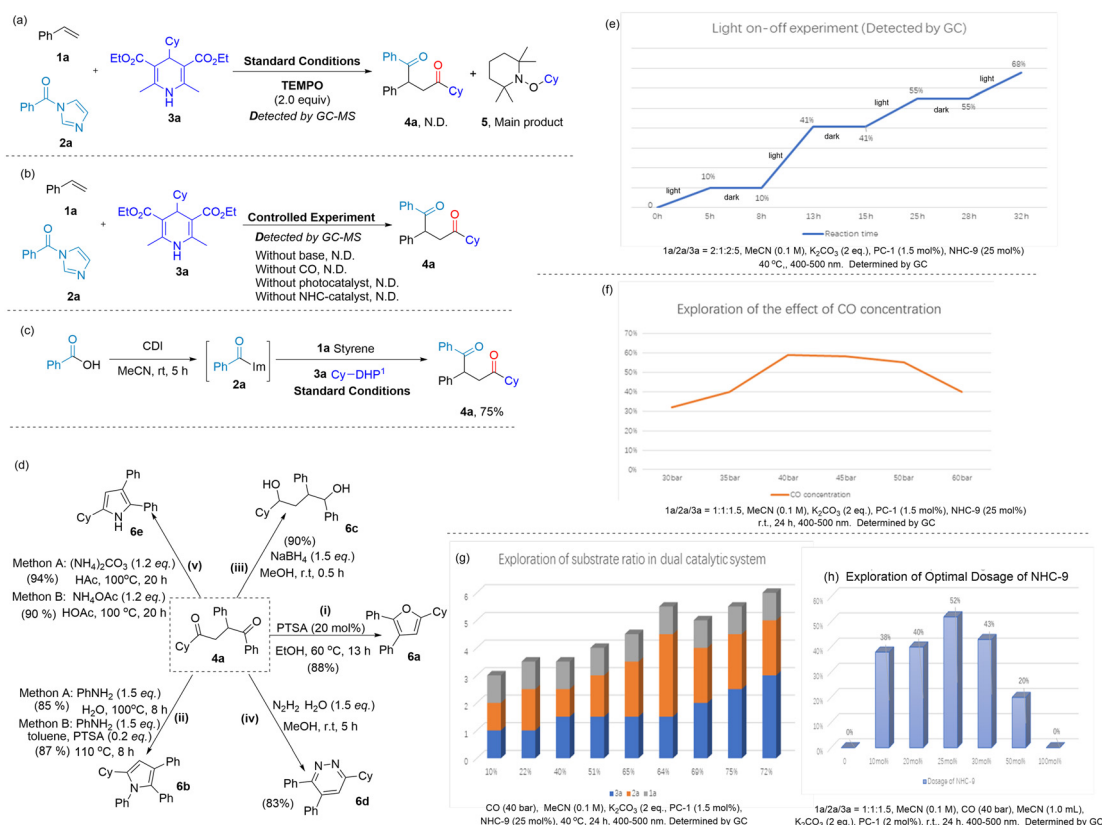 (a)
Ph
1a
+
Cy
EtO2C
CO2Et
N
H
3a
O
Ph
N
N
2a
Standard Conditions
TEMPO
(2.0 equiv)
Detected by GC-MS
Ph
O
O
Ph
Cy
4a, N.D.
+
N
O
Cy
5, Main product
(b)
Ph
1a
+
Cy
EtO2C
CO2Et
N
H
3a
O
Ph
N
N
2a
Controlled Experiment
Detected by GC-MS
Without base, N.D.
Without CO, N.D.
Without photocatalyst, N.D.
Without NHC-catalyst, N.D.
Ph
O
O
Ph
Cy
4a
(c)
O
Ph
OH
CDI
MeCN, rt, 5 h
O
Ph
Im
2a
1a Styrene
3a Cy–DHP1
Standard Conditions
Ph
O
O
Ph
Cy
4a, 75%
(d)
Ph
Ph
Cy
N
H
6e
Ph
HO
OH
Cy
Ph
6c
Methon A: (NH4)2CO3 (1.2 eq.)
(94%) HAc, 100°C, 20 h
Methon B: NH4OAc (1.2 eq.)
(90 %) HOAc, 100 °C, 20 h
(v)
(iii)
(90%)
NaBH4 (1.5 eq.)
MeOH, r.t, 0.5 h
Ph
O
O
Cy
Ph
4a
(i)
PTSA (20 mol%)
EtOH, 60 °C, 13 h
(88%)
Ph
O
Cy
Ph
6a
Methon A: PhNH2 (1.5 eq.)
(85 %) H2O, 100°C, 8 h
Methon B: PhNH2 (1.5 eq.)
toluene, PTSA (0.2 eq.)
(87 %) 110 °C, 8 h
(ii)
(iv)
N2H2 H2O (1.5 eq.)
MeOH, r.t, 5 h
Cy
Ph
N
Ph
Ph
6b
(83%)
N
N
Ph
Cy
Ph
6d
(e)
Light on-off experiment (Detected by GC)
0
light
10%
dark
10%
light
41%
dark
41%
light
55%
dark
55%
light
68%
0h
5h
8h
13h
15h
25h
28h
32h
Reaction time
1a/2a/3a = 2:1:2:5, MeCN (0.1 M), K2CO3 (2 eq.), PC-1 (1.5 mol%), NHC-9 (25 mol%)
40 °C,, 400-500 nm. Determined by GC
(f)
Exploration of the effect of CO concentration
70%
60%
50%
40%
30%
20%
10%
0%
30bar
35bar
40bar
45bar
50bar
60bar
CO concentration
1a/2a/3a = 1:1:1.5, MeCN (0.1 M), K2CO3 (2 eq.), PC-1 (1.5 mol%), NHC-9 (25 mol%)
r.t., 24 h, 400-500 nm. Determined by GC
(g)
Exploration of substrate ratio in dual catalytic system
6
5
4
3
2
1
0
10%
22%
40%
51%
65%
64%
69%
75%
72%
3a
2a
1a
CO (40 bar), MeCN (0.1 M), K2CO3 (2 eq., PC-1 (1.5 mol%),
NHC-9 (25 mol%), 40 °C, 24 h, 400-500 nm. Determined by GC
(h)
Exploration of Optimal Dosage of NHC-9
60%
50%
40%
30%
20%
10%
0%
0%
38%
40%
52%
43%
20%
0%
0
10mol%
20mol%
25mol%
30mol%
50mol%
100mol%
Dosage of NHC-9
1a/2a/3a = 1:1:1.5, MeCN (0.1 M), CO (40 bar), MeCN (1.0 mL),
K2CO3 (2 eq.), PC-1 (2 mol%), r.t., 24 h, 400-500 nm. Determined by GC